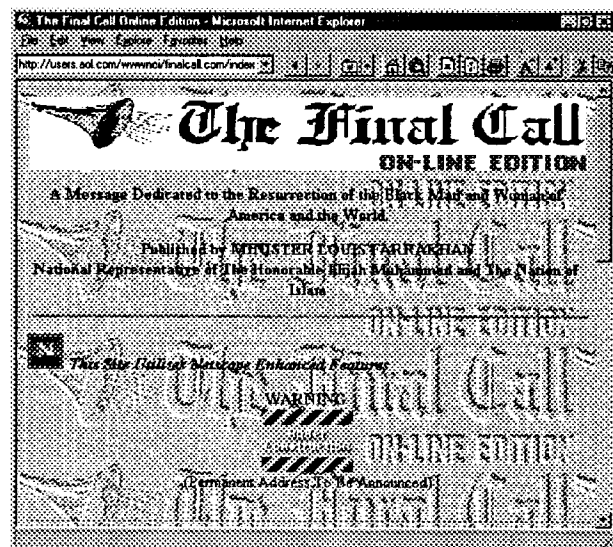 The Final Call Online Edition - Microsoft Internet Explorer
File Edit View Explore Favorites Help
http://users.aol.com/wwwnoi/finalcall.com/index
The Final Call
ON-LINE EDITION
A Message Dedicated to the Resurrection of the Black Man and Woman of
America and the World.
Published by MINISTER LOUIS FARRAKHAN
National Representative of The Honorable Elijah Muhammad and The Nation of
Islam
This Site Utilizes Netscape Enhanced Features
WARNING
(Permanent Address To Be Announced)